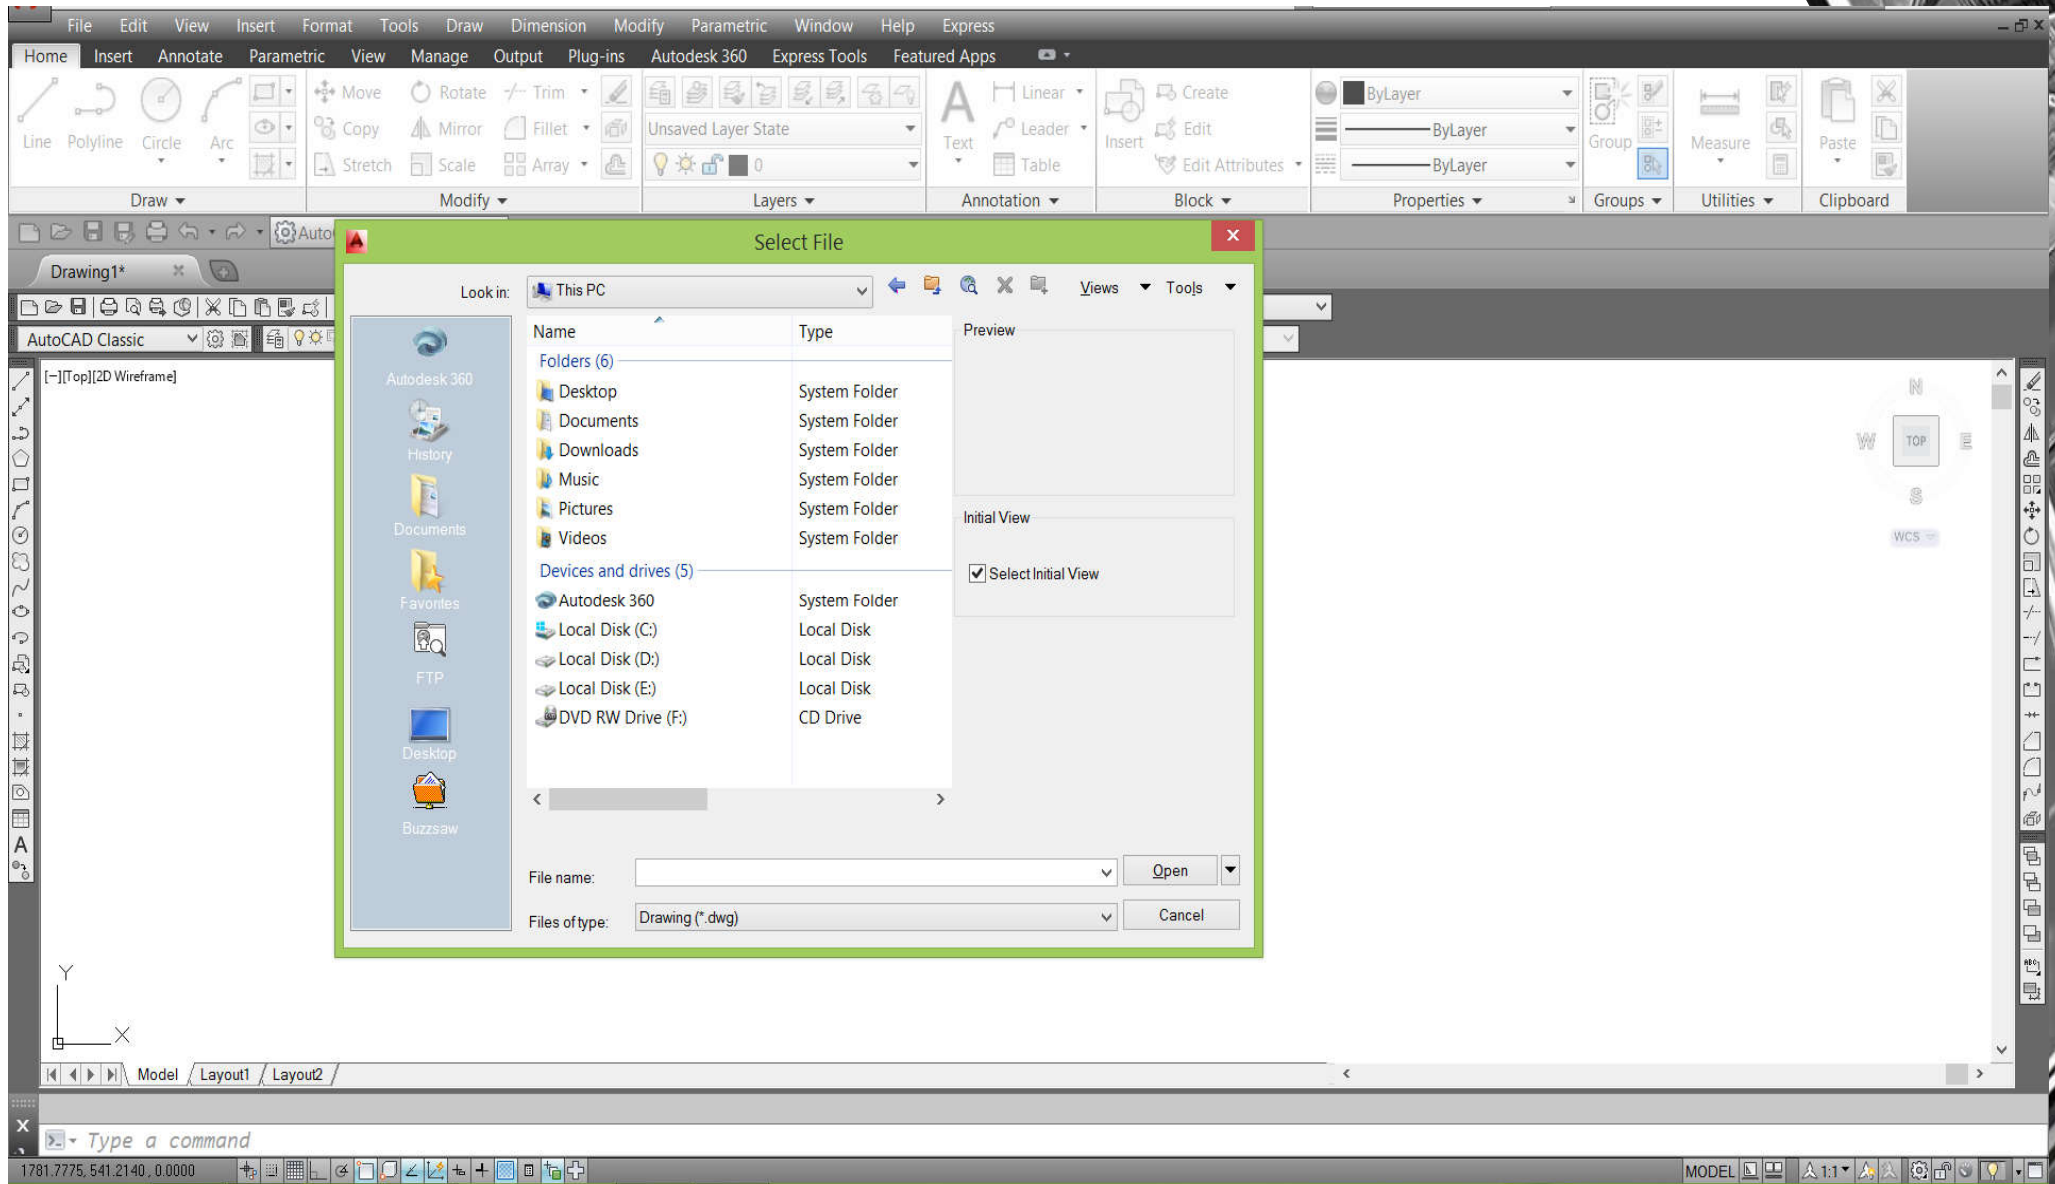 File Edit View Insert Format Tools Draw Dimension Modify Parametric Window Help Express
Home Insert Annotate Parametric View Manage Output Plug-ins Autodesk 360 Express Tools Featured Apps
Move Rotate Trim Linear Create ByLayer
Copy Mirror Fillet Unsaved Layer State Leader Edit ByLayer
Line Polyline Circle Arc Text Insert Group Measure Paste
Stretch Scale Array 0 Table Edit Attributes ByLayer
Draw Modify Layers Annotation Block Properties Groups Utilities Clipboard
Auto
Select File
Drawing1*
Look in: This PC Views Tools
AutoCAD Classic
Name Type Preview
Folders (6)
[−][Top][2D Wireframe]
Autodesk 360
Desktop System Folder
Documents System Folder
Downloads System Folder
History
Music System Folder
Pictures System Folder
Initial View
Documents
Videos System Folder
Devices and drives (5)
Select Initial View
Autodesk 360 System Folder
Favorites
Local Disk (C:) Local Disk
Local Disk (D:) Local Disk
FTP
Local Disk (E:) Local Disk
DVD RW Drive (F:) CD Drive
Desktop
Buzzsaw
File name: Open
Files of type: Drawing (*.dwg) Cancel
N
W TOP E
S
WCS
A
ABC
Y
X
Model Layout1 Layout2
Type a command
1781.7775, 541.2140, 0.0000 MODEL 1:1